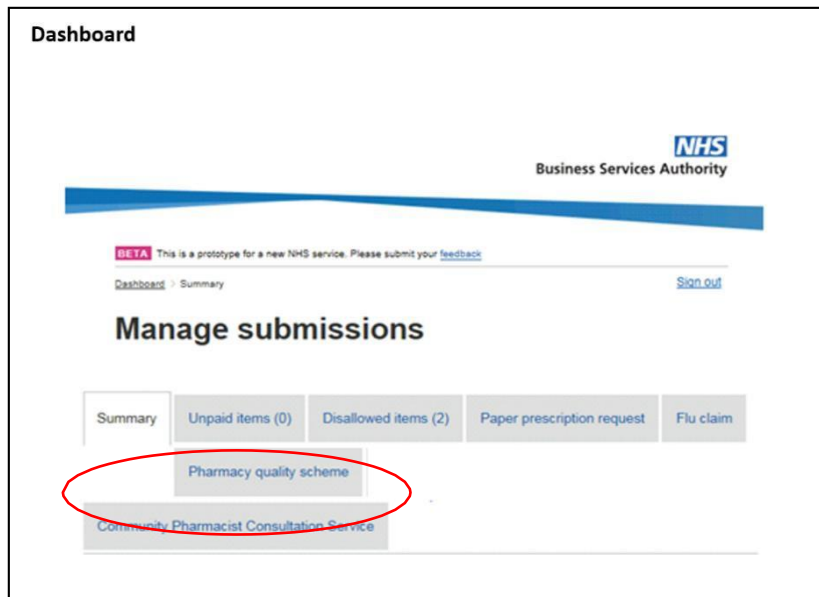 Dashboard
NHS
Business Services Authority
BETA This is a prototype for a new NHS service. Please submit your feedback
Dashboard > Summary Sign out
Manage submissions
Summary Unpaid items (0) Disallowed items (2) Paper prescription request Flu claim
Pharmacy quality scheme
Community Pharmacist Consultation Service